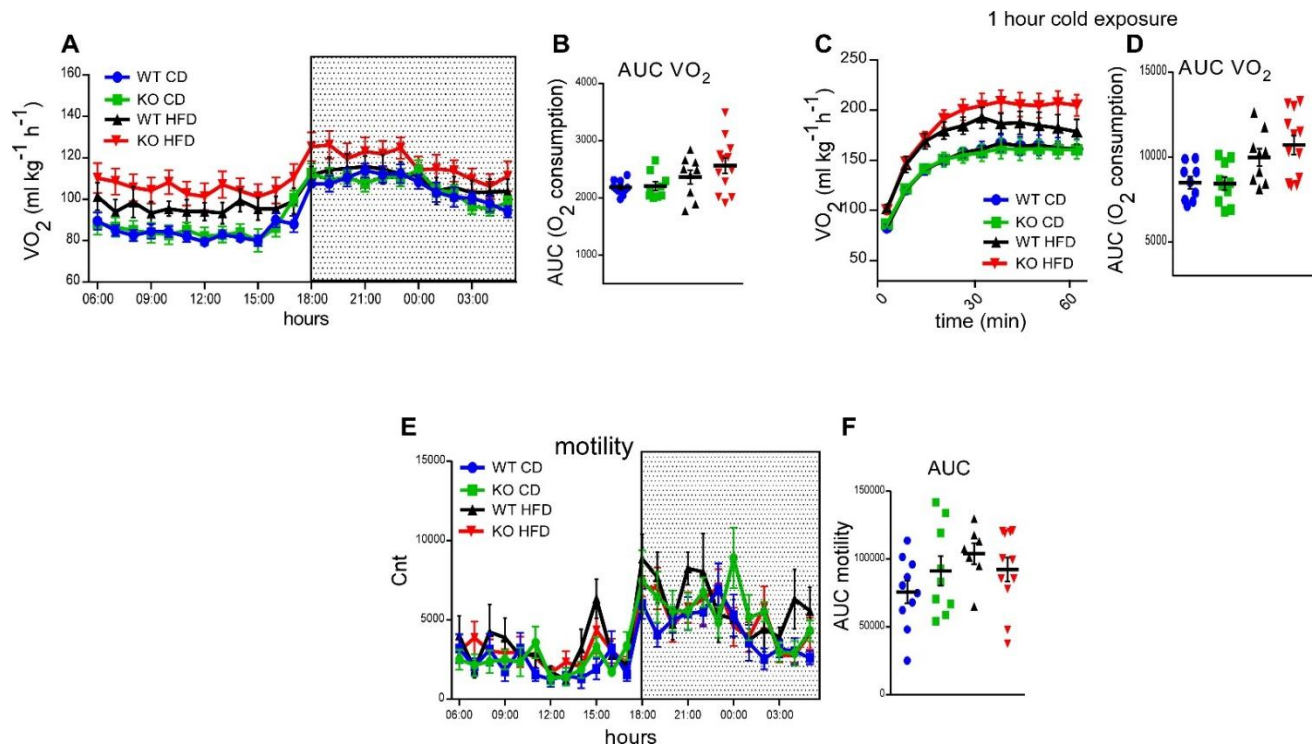 1 hour cold exposure
A
VO2 (ml kg-1 h-1)
160
140
120
100
80
60
WT CD
KO CD
WT HFD
KO HFD
06:00 09:00 12:00 15:00 18:00 21:00 00:00 03:00
hours
B
AUC VO2
AUC (O2 consumption)
4000
3000
2000
1000
C
VO2 (ml kg-1h-1)
250
200
150
100
50
WT CD
KO CD
WT HFD
KO HFD
0 30 60
time (min)
D
AUC VO2
AUC (O2 consumption)
15000
10000
5000
E
motility
Cnt
15000
10000
5000
0
WT CD
KO CD
WT HFD
KO HFD
06:00 09:00 12:00 15:00 18:00 21:00 00:00 03:00
hours
F
AUC
AUC motility
150000
100000
50000
0